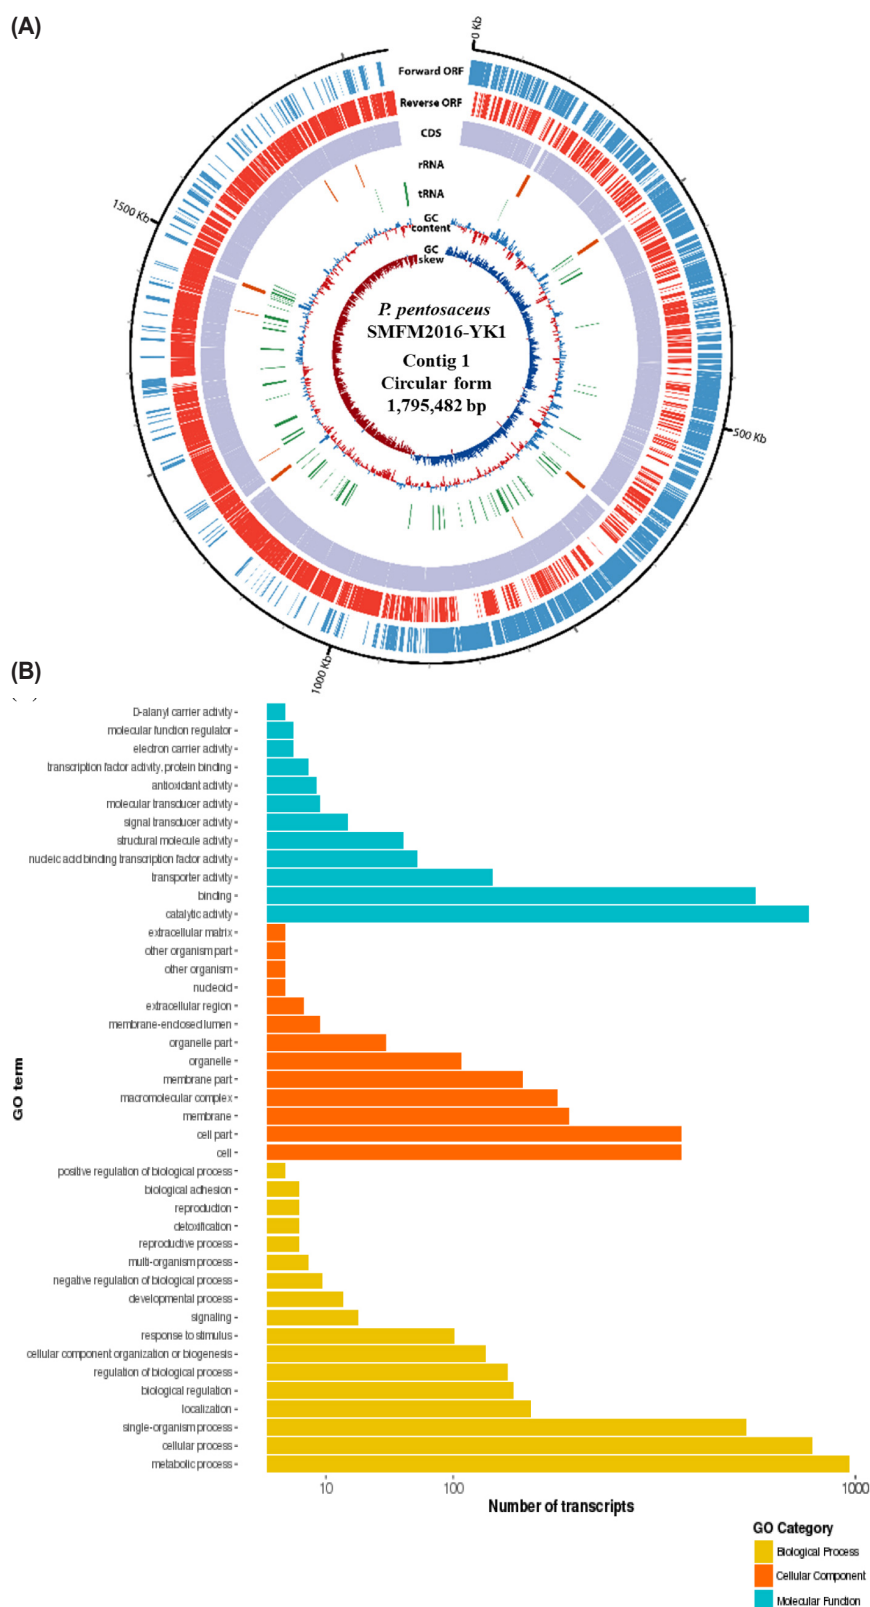 (A)
0 Kb
Forward ORF
Reverse ORF
CDS
rRNA
tRNA
GC
content
GC
skew
1500 Kb
P. pentosaceus
SMFM2016-YK1
Contig 1
Circular form
1,795,482 bp
500 Kb
1000 Kb
(B)
D-alanyl carrier activity
molecular function regulator
electron carrier activity
transcription factor activity, protein binding
antioxidant activity
molecular transducer activity
signal transducer activity
structural molecule activity
nucleic acid binding transcription factor activity
transporter activity
binding
catalytic activity
extracellular matrix
other organism part
other organism
nucleoid
extracellular region
membrane-enclosed lumen
organelle part
organelle
membrane part
macromolecular complex
membrane
cell part
cell
positive regulation of biological process
biological adhesion
reproduction
detoxification
reproductive process
multi-organism process
negative regulation of biological process
developmental process
signaling
response to stimulus
cellular component organization or biogenesis
regulation of biological process
biological regulation
localization
single-organism process
cellular process
metabolic process
GO term
10 100 1000
Number of transcripts
GO Category
Biological Process
Cellular Component
Molecular Function